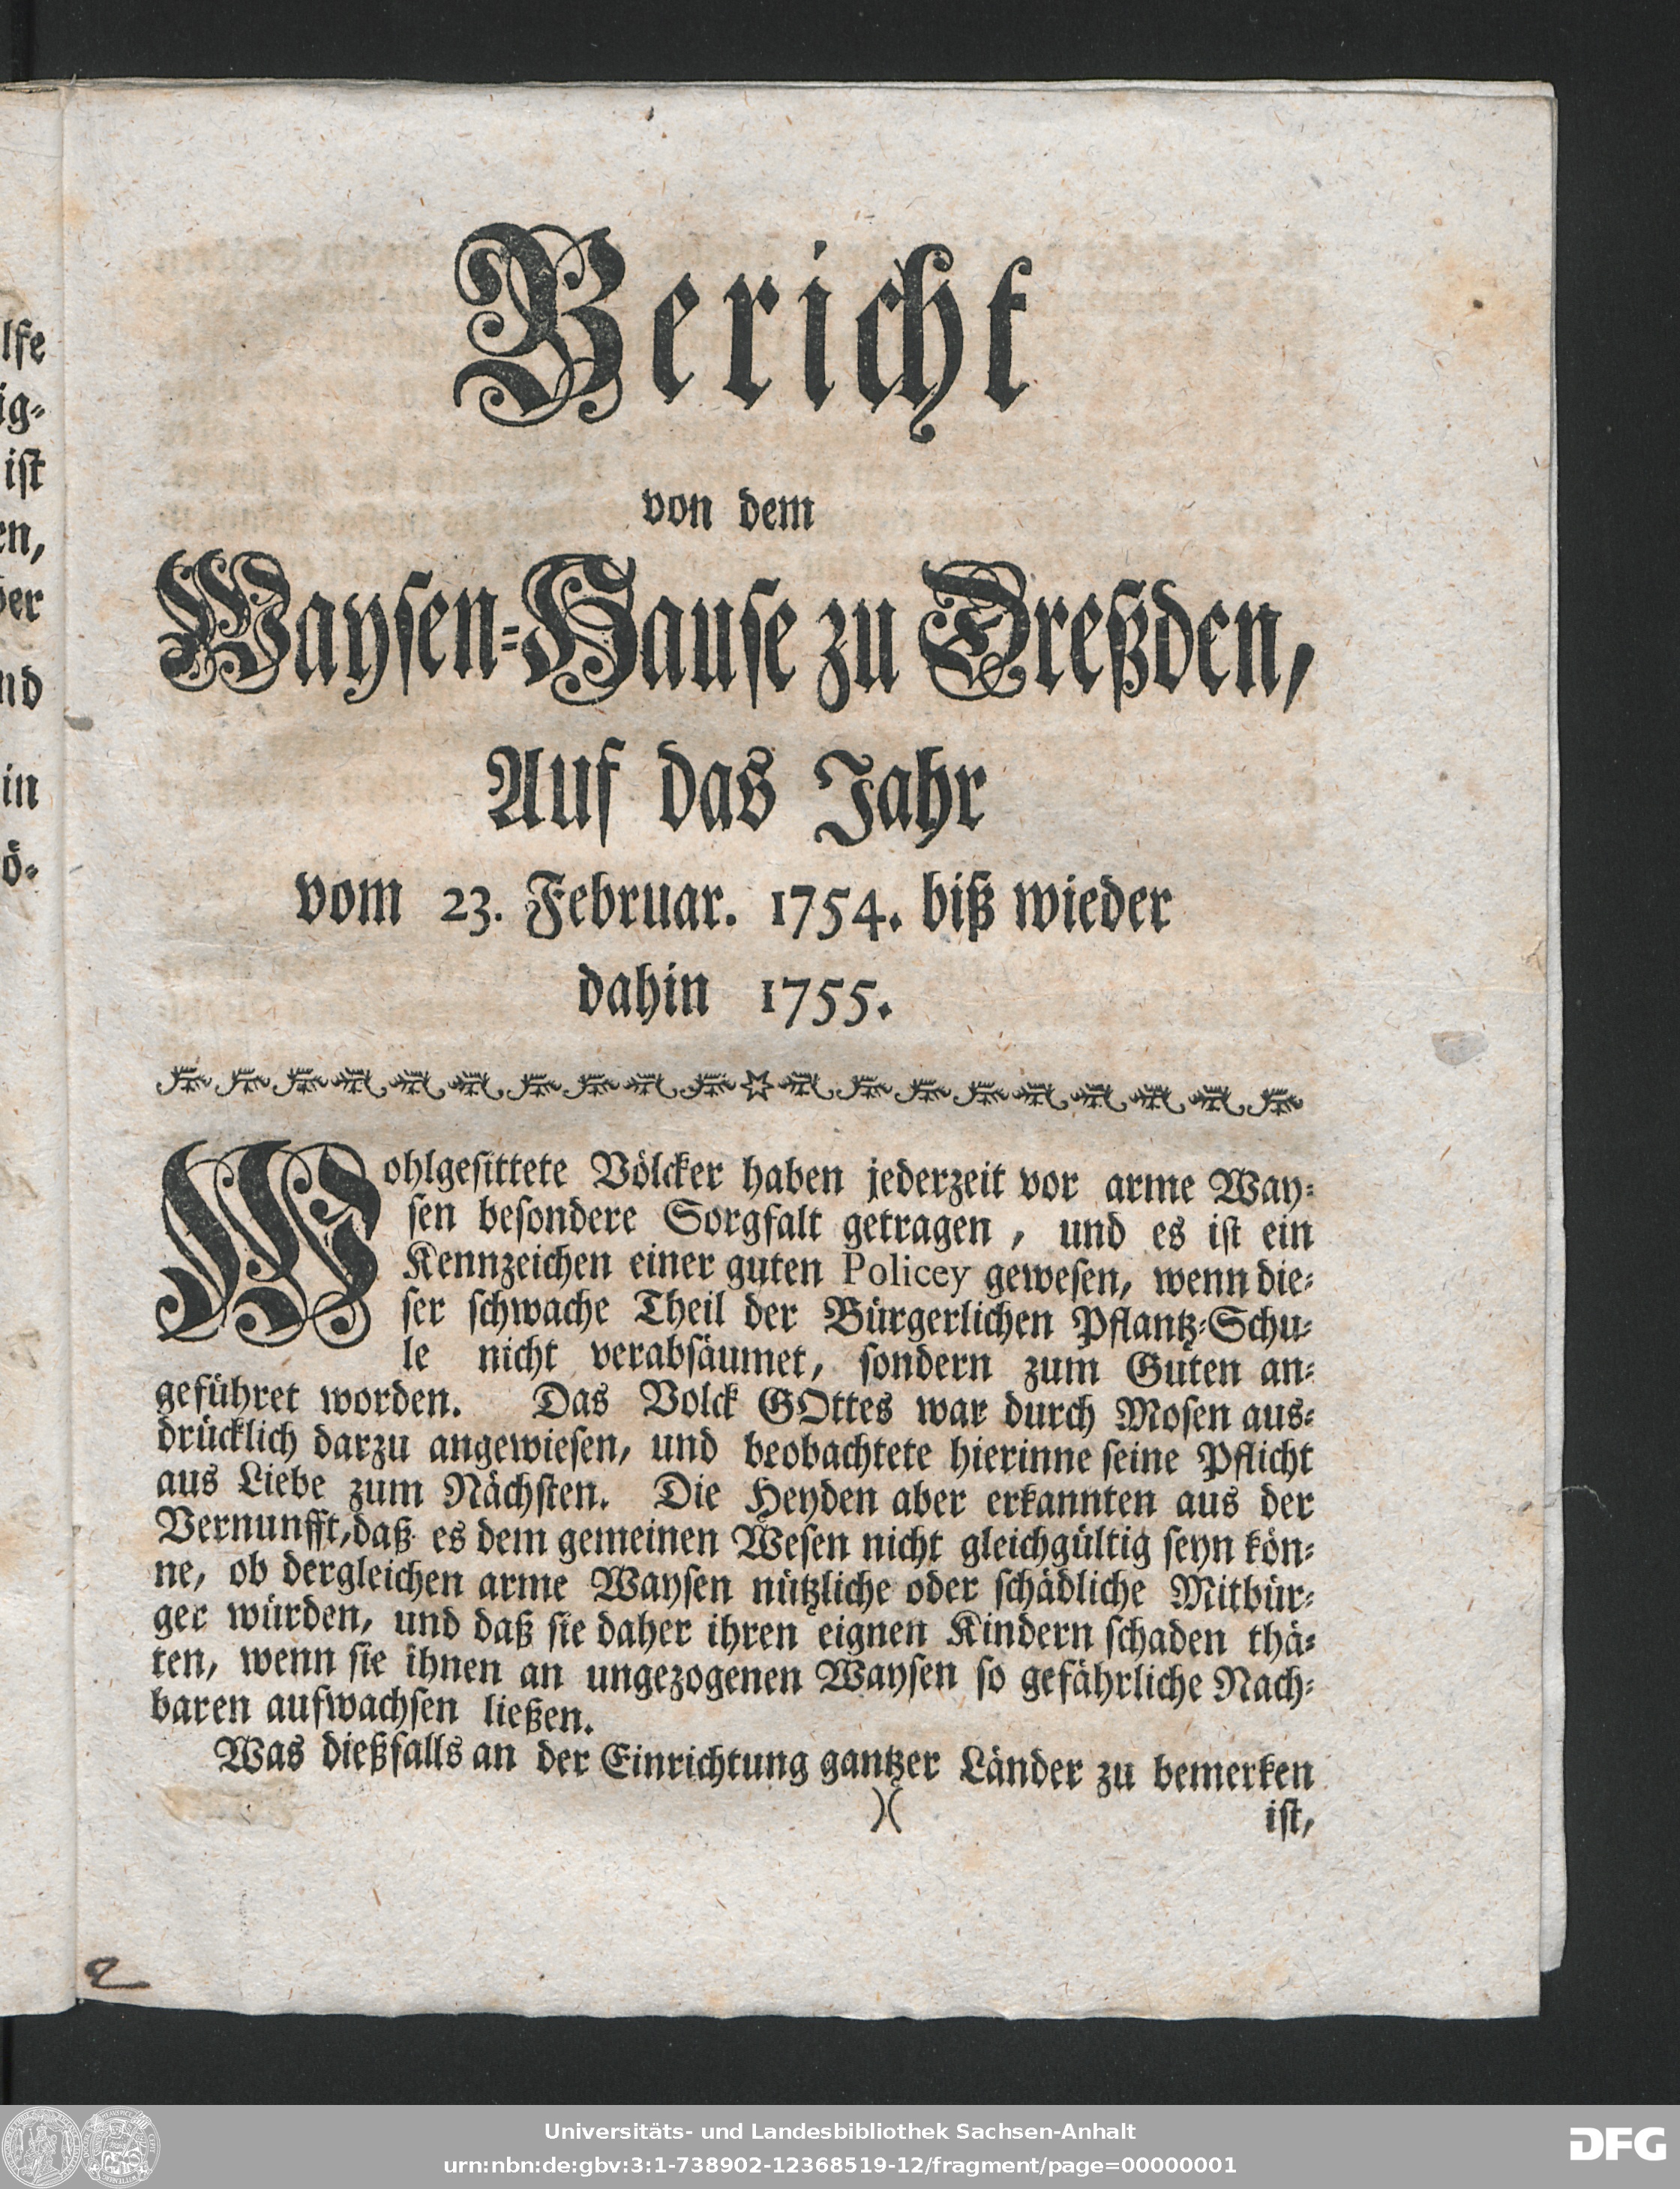 lfe
ig⸗
ist
en,
der
nd
in
ö⸗
Bericht
von dem
Waysen⸗Hause zu Dreßden,
Auf das Jahr
vom 23. Februar. 1754. biß wieder
dahin 1755.
Wohlgesittete Völcker haben jederzeit vor arme Way⸗
sen besondere Sorgfalt getragen, und es ist ein
Kennzeichen einer guten Policey gewesen, wenn die⸗
ser schwache Theil der Bürgerlichen Pflantz⸗Schu⸗
le nicht verabsäumet, sondern zum Guten an⸗
geführet worden. Das Volck GOttes war durch Mosen aus⸗
drücklich darzu angewiesen, und beobachtete hierinne seine Pflicht
aus Liebe zum Nächsten. Die Heyden aber erkannten aus der
Vernunfft, daß es dem gemeinen Wesen nicht gleichgültig seyn kön⸗
ne, ob dergleichen arme Waysen nützliche oder schädliche Mitbür⸗
ger würden, und daß sie daher ihren eignen Kindern schaden thä⸗
ten, wenn sie ihnen an ungezogenen Waysen so gefährliche Nach⸗
baren aufwachsen ließen.
Was dießfalls an der Einrichtung gantzer Länder zu bemerken
)(
ist,
Universitäts- und Landesbibliothek Sachsen-Anhalt
urn:nbn:de:gbv:3:1-738902-12368519-12/fragment/page=00000001
DFG